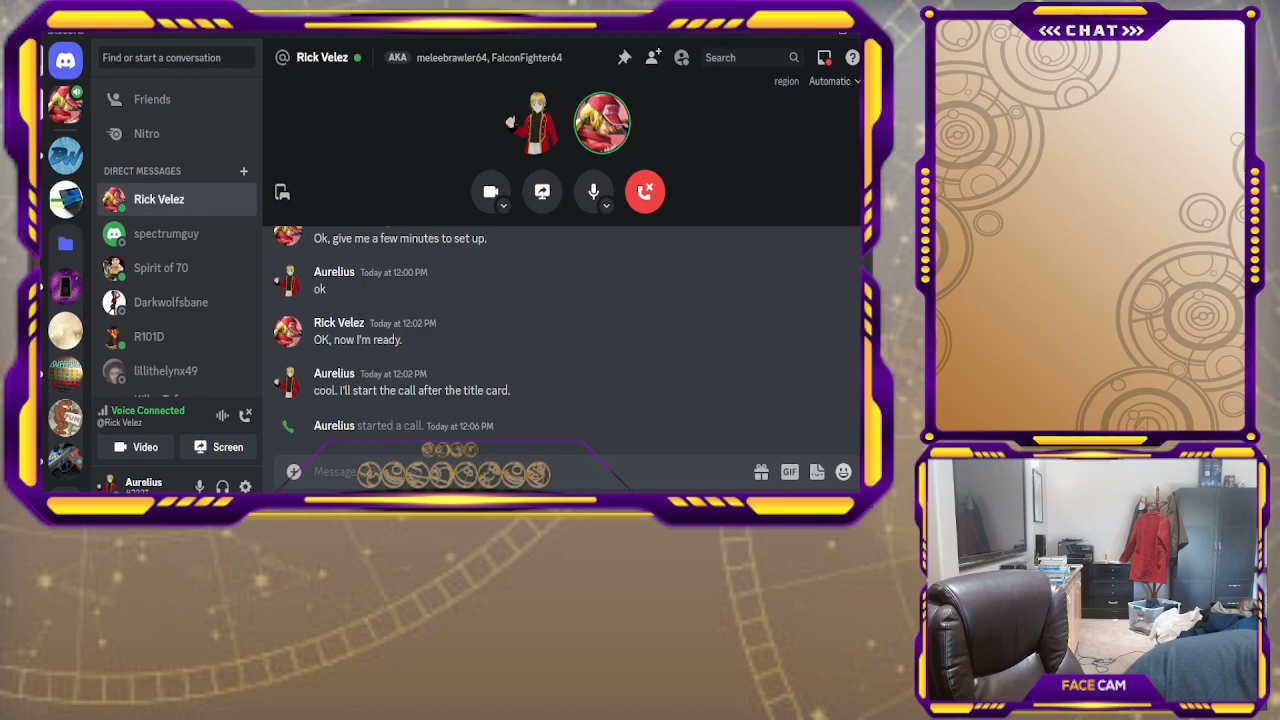 Discord
Find or start a conversation
Friends
Nitro
DIRECT MESSAGES
Rick Velez
spectrumguy
Spirit of 70
Darkwolfsbane
R101D
lillithelynx49
Voice Connected
@Rick Velez
Video
Screen
Aurelius
Rick Velez
AKA
meleebrawler64, FalconFighter64
Search
region
Automatic
Ok, give me a few minutes to set up.
Aurelius Today at 12:00 PM
ok
Rick Velez Today at 12:02 PM
OK, now I'm ready.
Aurelius Today at 12:02 PM
cool. I'll start the call after the title card.
Aurelius started a call. Today at 12:06 PM
Message
GIF
BW
CHAT
FACE CAM